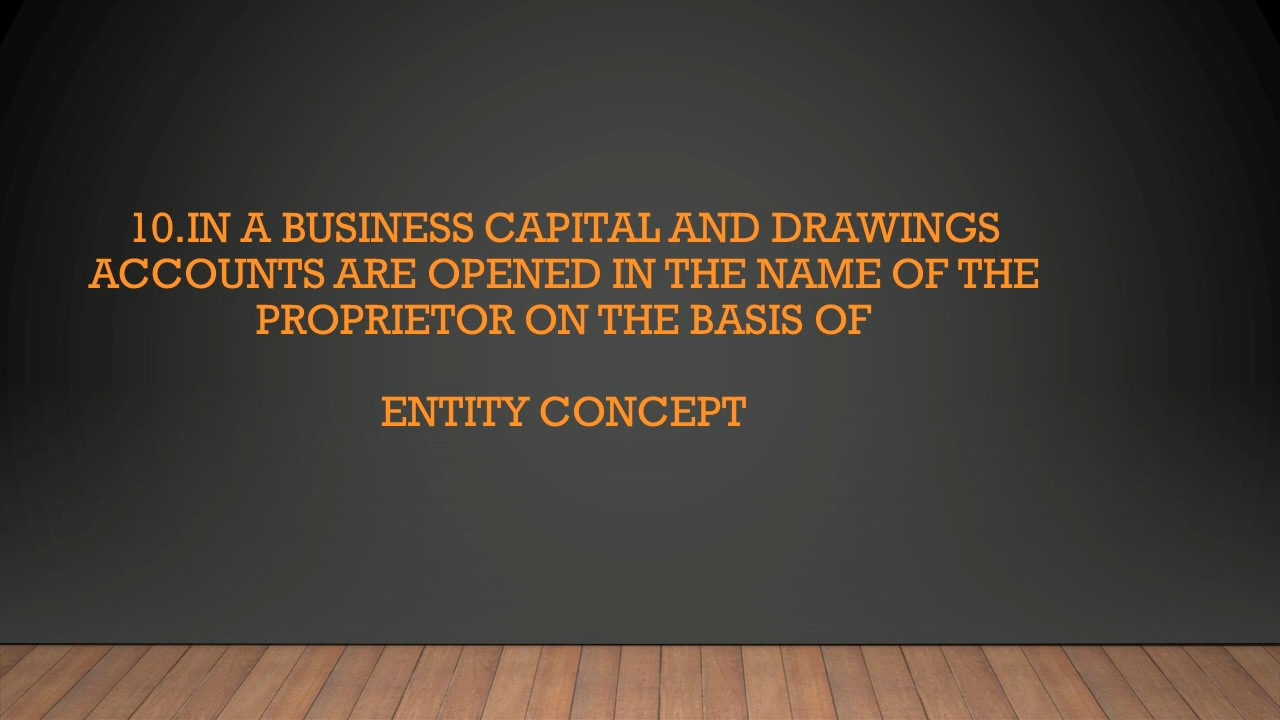 10.IN A BUSINESS CAPITAL AND DRAWINGS
ACCOUNTS ARE OPENED IN THE NAME OF THE
PROPRIETOR ON THE BASIS OF
ENTITY CONCEPT